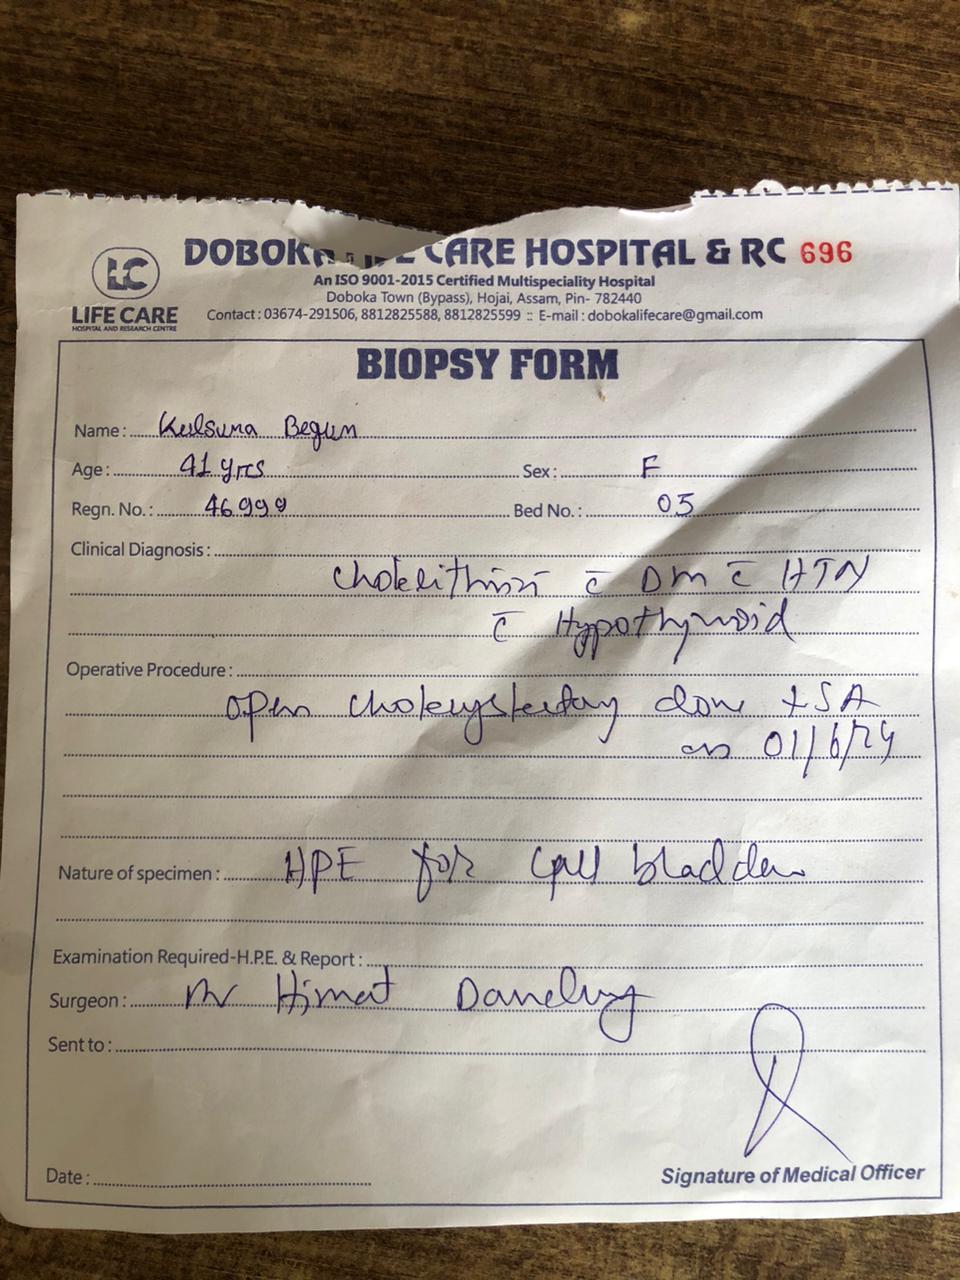 DOBOKA LIFE CARE HOSPITAL & RC 696
An ISO 9001-2015 Certified Multispeciality Hospital
Doboka Town (Bypass), Hojai, Assam, Pin- 782440
Contact : 03674-291506, 8812825588, 8812825599 :: E-mail : dobokalifecare@gmail.com
LC
LIFE CARE
HOSPITAL AND RESEARCH CENTRE
BIOPSY FORM
Name : Kulsuma Begum
Age : 41 yrs Sex : F
Regn. No. : 46999 Bed No. : 05
Clinical Diagnosis :
c̄ DM c̄ HTN
c̄ Hypothyroid
Operative Procedure :
open done
on 01/6/24
Nature of specimen : HPE for Gall bladder
Examination Required-H.P.E. & Report :
Surgeon : Dr Himat
Sent to :
Date :
Signature of Medical Officer